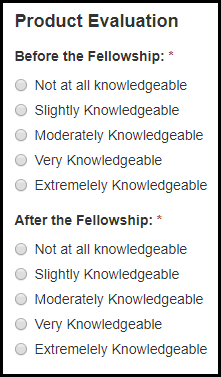 Product Evaluation
Before the Fellowship: *
Not at all knowledgeable
Slightly Knowledgeable
Moderately Knowledgeable
Very Knowledgeable
Extremelely Knowledgeable
After the Fellowship: *
Not at all knowledgeable
Slightly Knowledgeable
Moderately Knowledgeable
Very Knowledgeable
Extremelely Knowledgeable